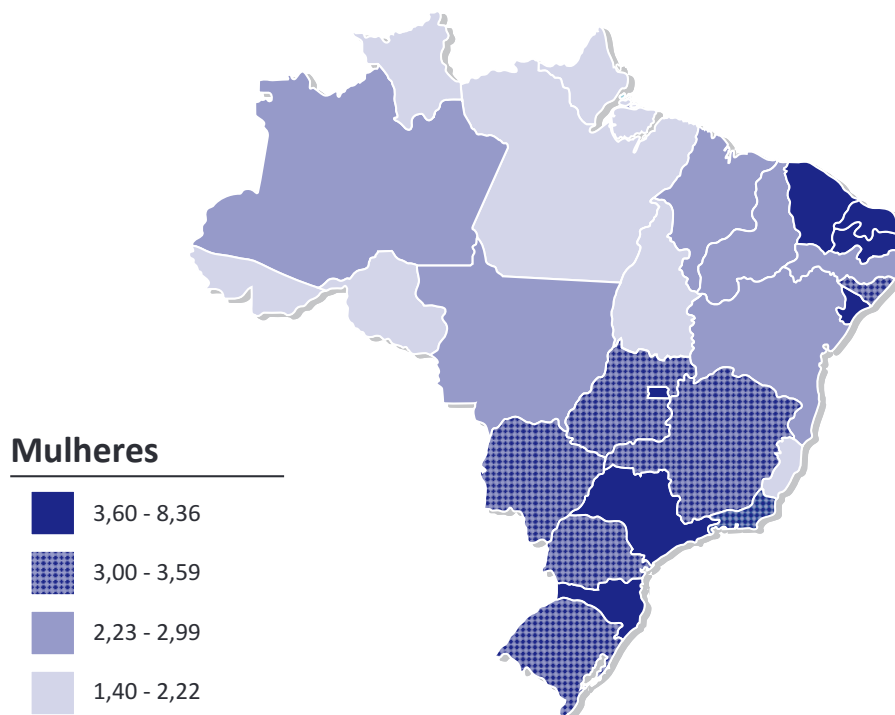 Mulheres
3,60 - 8,36
3,00 - 3,59
2,23 - 2,99
1,40 - 2,22